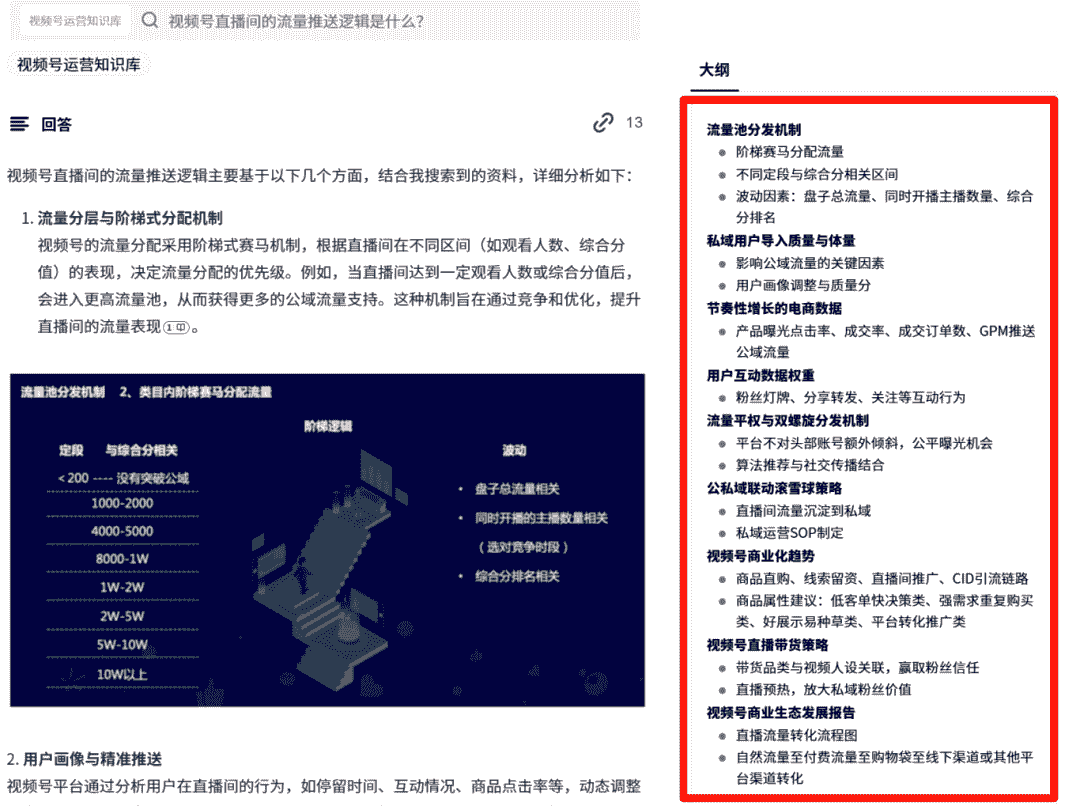 视频号运营知识库 视频号直播间的流量推送逻辑是什么？
视频号运营知识库
回答
13
视频号直播间的流量推送逻辑主要基于以下几个方面，结合我搜索到的资料，详细分析如下：
1. 流量分层与阶梯式分配机制
视频号的流量分配采用阶梯式赛马机制，根据直播间在不同区间（如观看人数、综合分
值）的表现，决定流量分配的优先级。例如，当直播间达到一定观看人数或综合分值后，
会进入更高流量池，从而获得更多的公域流量支持。这种机制旨在通过竞争和优化，提升
直播间的流量表现 1 。
流量池分发机制 2、类目内阶梯赛马分配流量
阶梯逻辑
定段 与综合分相关
＜200 ---- 没有突破公域
1000-2000
4000-5000
8000-1W
1W-2W
2W-5W
5W-10W
10W以上
波动
• 盘子总流量相关
• 同时开播的主播数量相关
（选对竞争时段）
• 综合分排名相关
2. 用户画像与精准推送
视频号平台通过分析用户在直播间的行为，如停留时间、互动情况、商品点击率等，动态调整
大纲
流量池分发机制
阶梯赛马分配流量
不同定段与综合分相关区间
波动因素：盘子总流量、同时开播主播数量、综合
分排名
私域用户导入质量与体量
影响公域流量的关键因素
用户画像调整与质量分
节奏性增长的电商数据
产品曝光点击率、成交率、成交订单数、GPM推送
公域流量
用户互动数据权重
粉丝灯牌、分享转发、关注等互动行为
流量平权与双螺旋分发机制
平台不对头部账号额外倾斜，公平曝光机会
算法推荐与社交传播结合
公私域联动滚雪球策略
直播间流量沉淀到私域
私域运营SOP制定
视频号商业化趋势
商品直购、线索留资、直播间推广、CID引流链路
商品属性建议：低客单快决策类、强需求重复购买
类、好展示易种草类、平台转化推广类
视频号直播带货策略
带货品类与视频人设关联，赢取粉丝信任
直播预热，放大私域粉丝价值
视频号商业生态发展报告
直播流量转化流程图
自然流量至付费流量至购物袋至线下渠道或其他平
台渠道转化